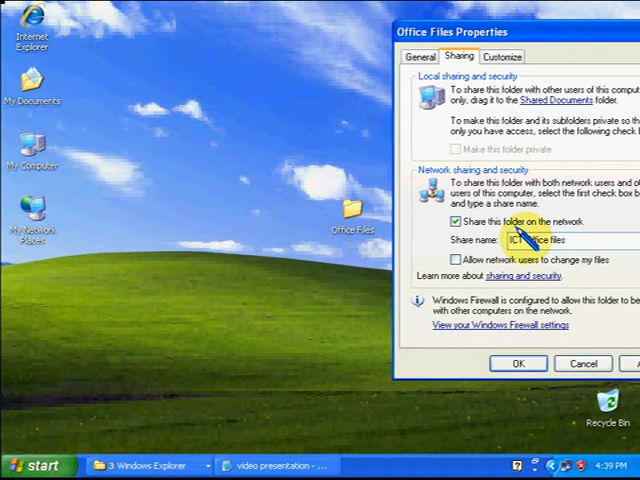 Internet
Explorer
My Documents
My Computer
My Network
Places
Office Files
Recycle Bin
Office Files Properties
General Sharing Customize
Local sharing and security
To share this folder with other users of this
only, drag it to the Shared Documents folder.
To make this folder and its subfolders private so
only you have access, select the following check
Make this folder private
Network sharing and security
To share this folder with both network users and
users of this computer, select the first check box
and type a share name.
Share this folder on the network
Share name: ICT office files
Allow network users to change my files
Learn more about sharing and security.
Windows Firewall is configured to allow this folder to be
with other computers on the network.
View your Windows Firewall settings
OK Cancel
start 3 Windows Explorer video presentation - ... 4:39 PM